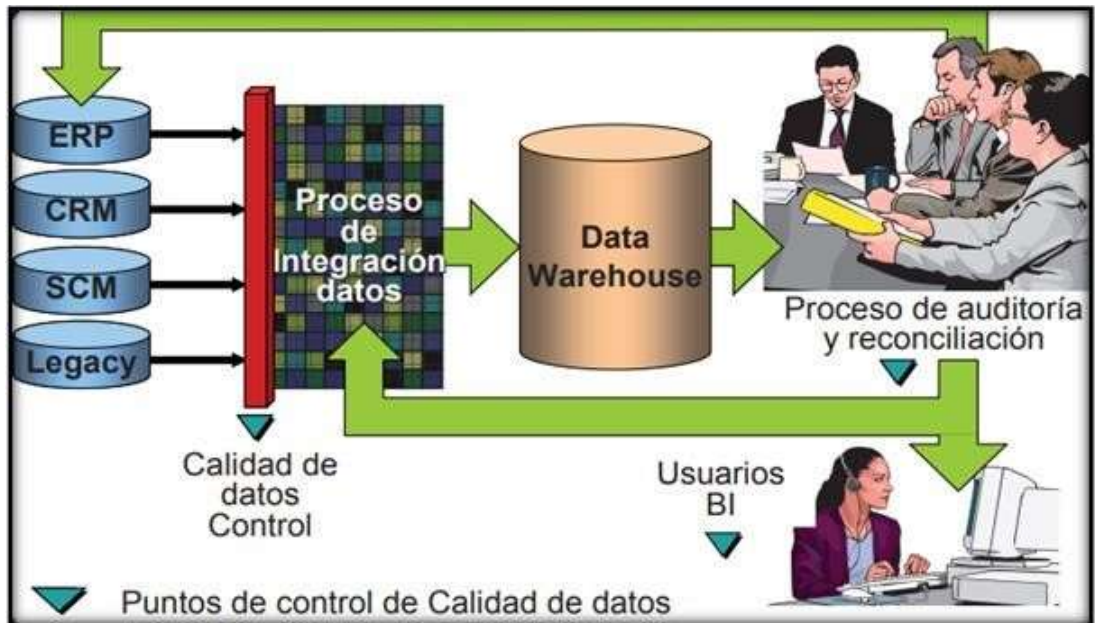 ERP
CRM
SCM
Legacy
Proceso
de
Integración
datos
Data
Warehouse
Proceso de auditoría
y reconciliación
Calidad de
datos
Control
Usuarios
BI
Puntos de control de Calidad de datos